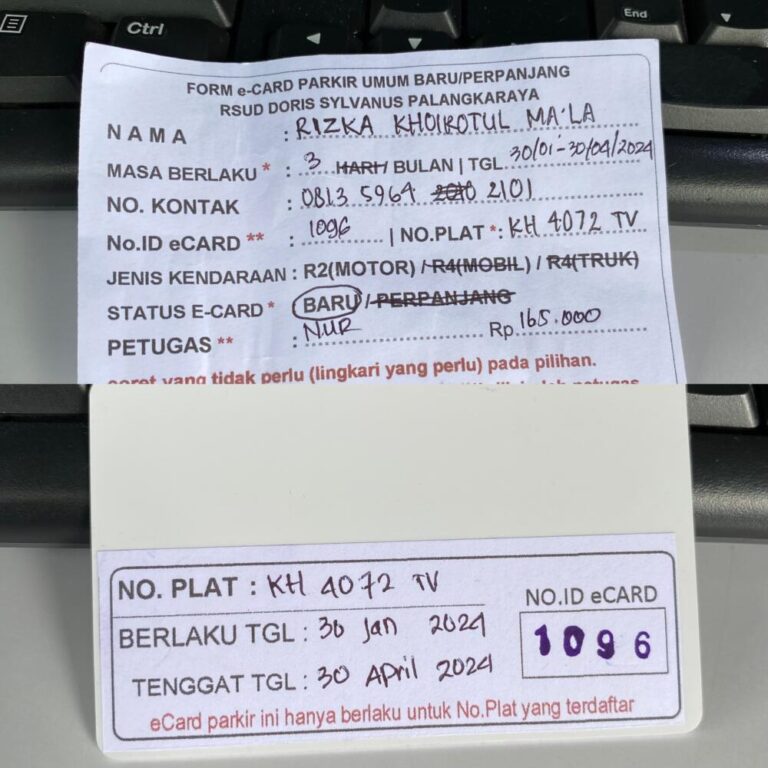 Ctrl
End
FORM e-CARD PARKIR UMUM BARU/PERPANJANG
RSUD DORIS SYLVANUS PALANGKARAYA
NAMA : RIZKA KHOIROTUL MA'LA
MASA BERLAKU * : 3 HARI / BULAN | TGL 30/01-30/04/2024
NO. KONTAK : 0813 5964 2101
No.ID eCARD ** : 1096 | NO.PLAT *: KH 4072 TV
JENIS KENDARAAN : R2(MOTOR) / R4(MOBIL) / R4(TRUK)
STATUS E-CARD * : BARU / PERPANJANG
PETUGAS ** : NUR Rp. 165.000
coret yang tidak perlu (lingkari yang perlu) pada pilihan.
petugas
NO. PLAT : KH 4072 TV
NO.ID eCARD
BERLAKU TGL : 30 Jan 2024
1096
TENGGAT TGL : 30 April 2024
eCard parkir ini hanya berlaku untuk No.Plat yang terdaftar